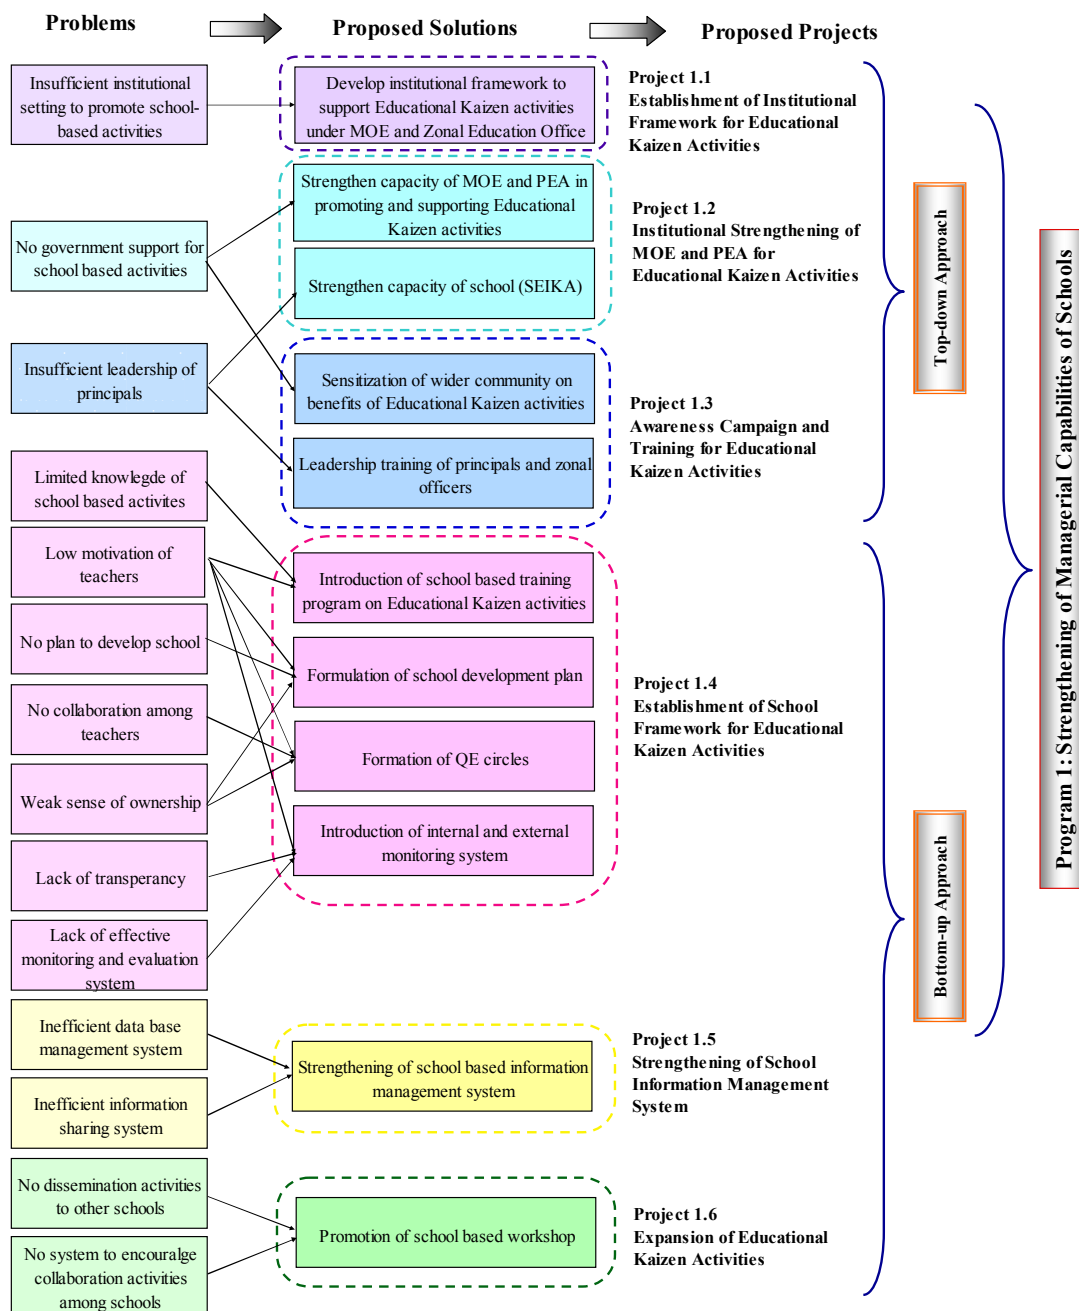 Problems
Proposed Solutions
Proposed Projects
Insufficient institutional
setting to promote school-
based activities
No government support for
school based activities
Insufficient leadership of
principals
Limited knowlegde of
school based activites
Low motivation of
teachers
No plan to develop school
No collaboration among
teachers
Weak sense of ownership
Lack of transperancy
Lack of effective
monitoring and evaluation
system
Inefficient data base
management system
Inefficient information
sharing system
No dissemination activities
to other schools
No system to encouralge
collaboration activities
among schools
Develop institutional framework to
support Educational Kaizen activities
under MOE and Zonal Education Office
Strengthen capacity of MOE and PEA in
promoting and supporting Educational
Kaizen activities
Strengthen capacity of school (SEIKA)
Sensitization of wider community on
benefits of Educational Kaizen activities
Leadership training of principals and zonal
officers
Introduction of school based training
program on Educational Kaizen activities
Formulation of school development plan
Formation of QE circles
Introduction of internal and external
monitoring system
Strengthening of school based information
management system
Promotion of school based workshop
Project 1.1
Establishment of Institutional
Framework for Educational
Kaizen Activities
Project 1.2
Institutional Strengthening of
MOE and PEA for
Educational Kaizen Activities
Project 1.3
Awareness Campaign and
Training for Educational
Kaizen Activities
Project 1.4
Establishment of School
Framework for Educational
Kaizen Activities
Project 1.5
Strengthening of School
Information Management
System
Project 1.6
Expansion of Educational
Kaizen Activities
Top-down Approach
Bottom-up Approach
Program 1: Strengthening of Managerial Capabilities of Schools